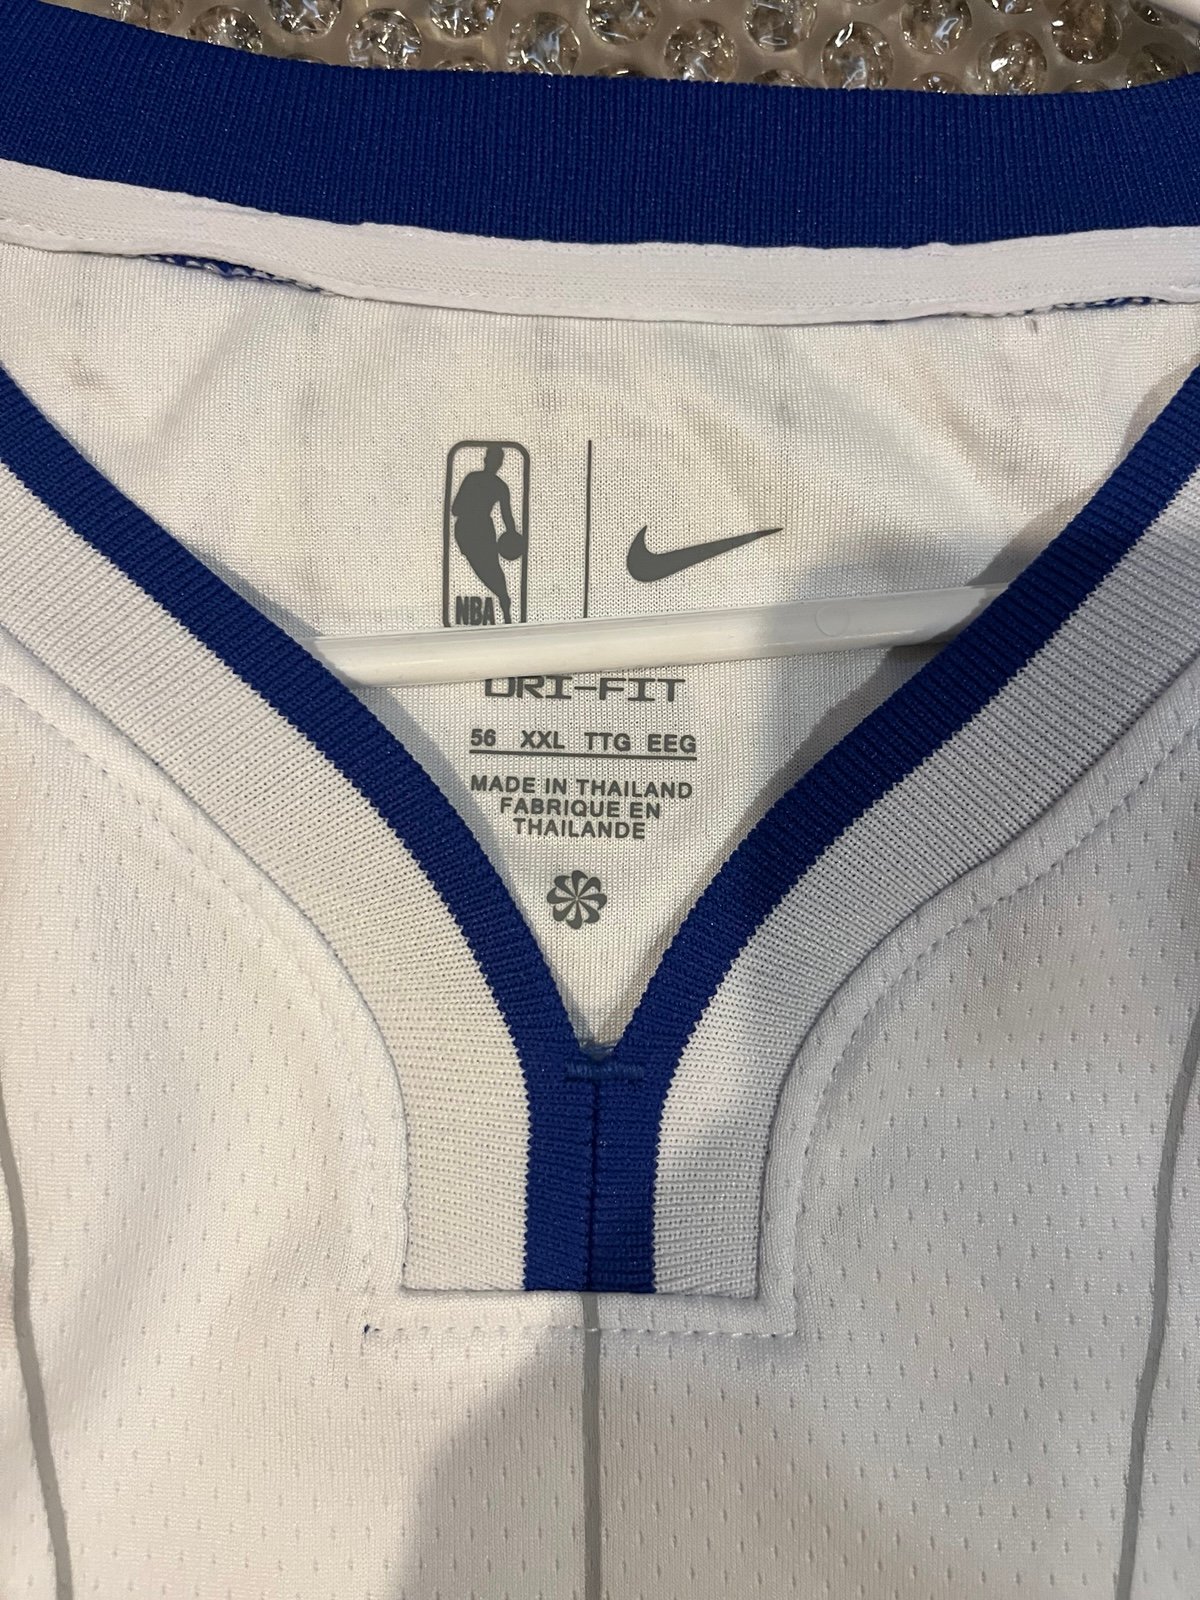 NBA
DRI-FIT
56 XXL TTG EEG
MADE IN THAILAND
FABRIQUE EN
THAILANDE